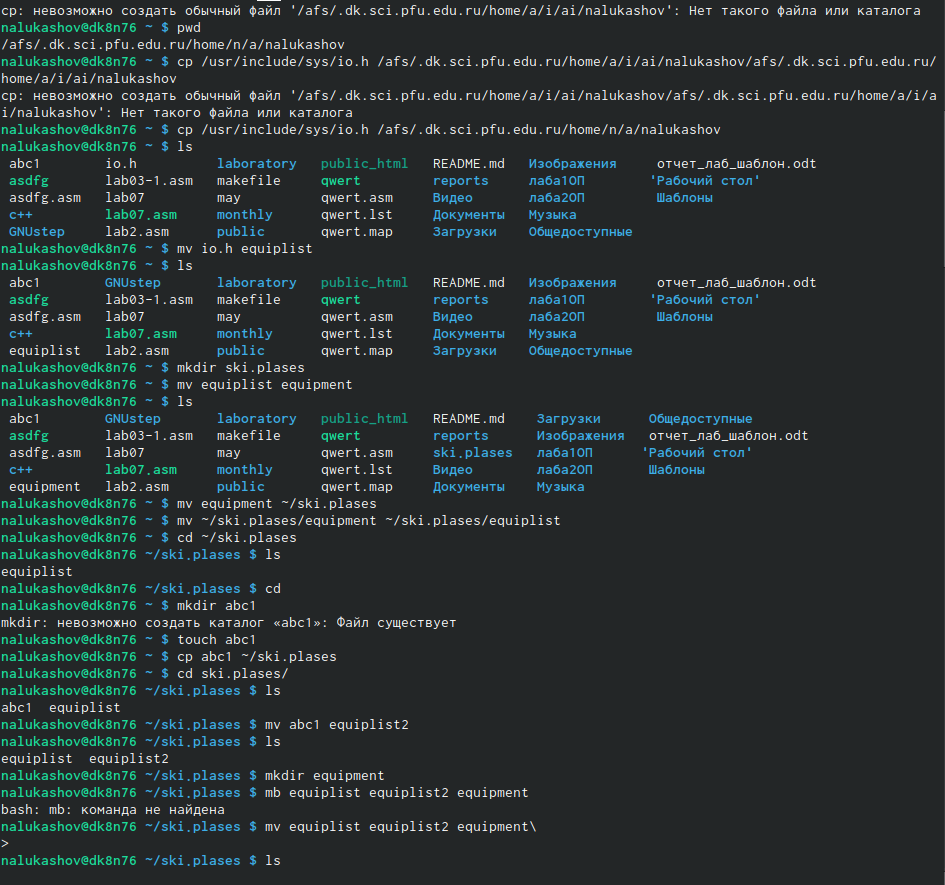 cp: невозможно создать обычный файл '/afs/.dk.sci.pfu.edu.ru/home/a/i/ai/nalukashov': Нет такого файла или каталога
nalukashov@dk8n76 ~ $ pwd
/afs/.dk.sci.pfu.edu.ru/home/n/a/nalukashov
nalukashov@dk8n76 ~ $ cp /usr/include/sys/io.h /afs/.dk.sci.pfu.edu.ru/home/a/i/ai/nalukashov/afs/.dk.sci.pfu.edu.ru/
home/a/i/ai/nalukashov
cp: невозможно создать обычный файл '/afs/.dk.sci.pfu.edu.ru/home/a/i/ai/nalukashov/afs/.dk.sci.pfu.edu.ru/home/a/i/a
i/nalukashov': Нет такого файла или каталога
nalukashov@dk8n76 ~ $ cp /usr/include/sys/io.h /afs/.dk.sci.pfu.edu.ru/home/n/a/nalukashov
nalukashov@dk8n76 ~ $ ls
abc1 io.h laboratory public_html README.md Изображения отчет_лаб_шаблон.odt
asdfg lab03-1.asm makefile qwert reports лаба1ОП 'Рабочий стол'
asdfg.asm lab07 may qwert.asm Видео лаба2ОП Шаблоны
c++ lab07.asm monthly qwert.lst Документы Музыка
GNUstep lab2.asm public qwert.map Загрузки Общедоступные
nalukashov@dk8n76 ~ $ mv io.h equiplist
nalukashov@dk8n76 ~ $ ls
abc1 GNUstep laboratory public_html README.md Изображения отчет_лаб_шаблон.odt
asdfg lab03-1.asm makefile qwert reports лаба1ОП 'Рабочий стол'
asdfg.asm lab07 may qwert.asm Видео лаба2ОП Шаблоны
c++ lab07.asm monthly qwert.lst Документы Музыка
equiplist lab2.asm public qwert.map Загрузки Общедоступные
nalukashov@dk8n76 ~ $ mkdir ski.plases
nalukashov@dk8n76 ~ $ mv equiplist equipment
nalukashov@dk8n76 ~ $ ls
abc1 GNUstep laboratory public_html README.md Загрузки Общедоступные
asdfg lab03-1.asm makefile qwert reports Изображения отчет_лаб_шаблон.odt
asdfg.asm lab07 may qwert.asm ski.plases лаба1ОП 'Рабочий стол'
c++ lab07.asm monthly qwert.lst Видео лаба2ОП Шаблоны
equipment lab2.asm public qwert.map Документы Музыка
nalukashov@dk8n76 ~ $ mv equipment ~/ski.plases
nalukashov@dk8n76 ~ $ mv ~/ski.plases/equipment ~/ski.plases/equiplist
nalukashov@dk8n76 ~ $ cd ~/ski.plases
nalukashov@dk8n76 ~/ski.plases $ ls
equiplist
nalukashov@dk8n76 ~/ski.plases $ cd
nalukashov@dk8n76 ~ $ mkdir abc1
mkdir: невозможно создать каталог «abc1»: Файл существует
nalukashov@dk8n76 ~ $ touch abc1
nalukashov@dk8n76 ~ $ cp abc1 ~/ski.plases
nalukashov@dk8n76 ~ $ cd ski.plases/
nalukashov@dk8n76 ~/ski.plases $ ls
abc1 equiplist
nalukashov@dk8n76 ~/ski.plases $ mv abc1 equiplist2
nalukashov@dk8n76 ~/ski.plases $ ls
equiplist equiplist2
nalukashov@dk8n76 ~/ski.plases $ mkdir equipment
nalukashov@dk8n76 ~/ski.plases $ mb equiplist equiplist2 equipment
bash: mb: команда не найдена
nalukashov@dk8n76 ~/ski.plases $ mv equiplist equiplist2 equipment\
>
nalukashov@dk8n76 ~/ski.plases $ ls